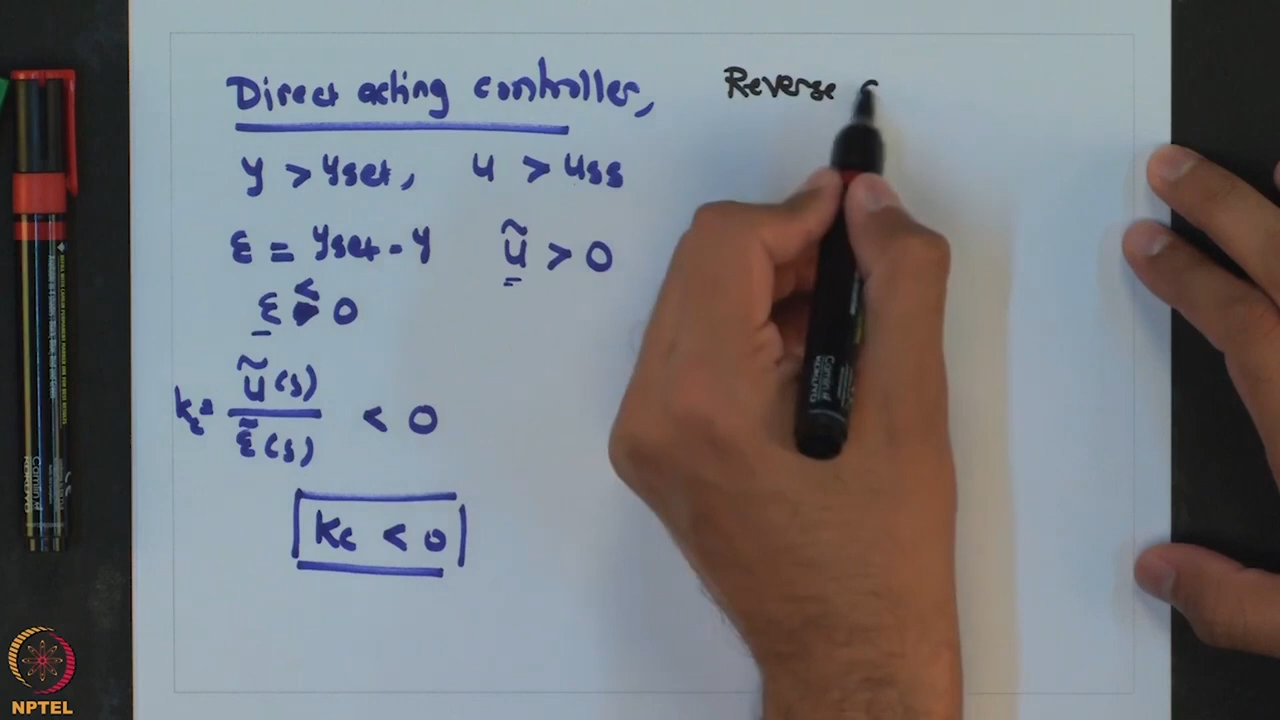 Direct acting controller,
y > yset, u > uss
ε = yset - y ũ > 0
ε < 0
kc = ũ(s) / ε̃(s) < 0
kc < 0
Reverse
NPTEL